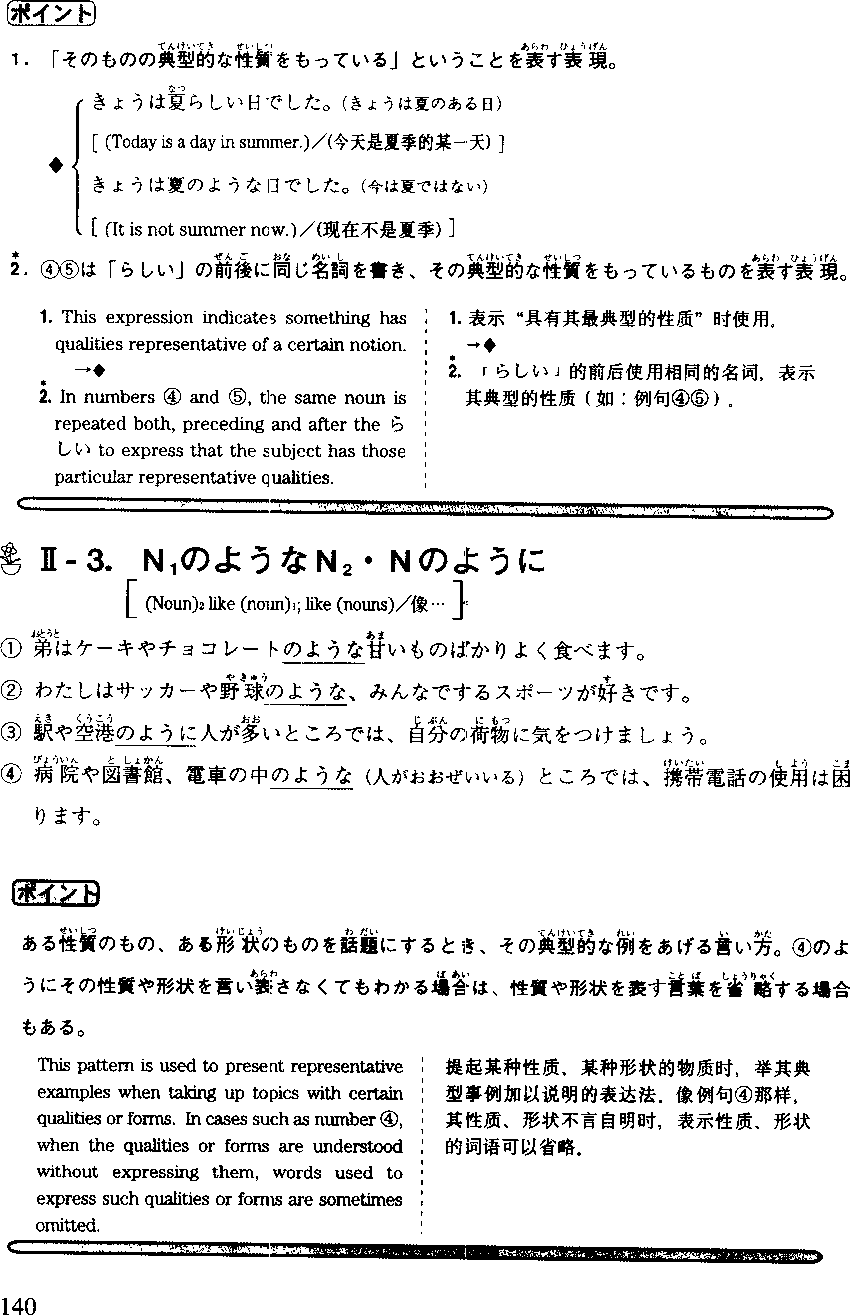 ポイント
1．「そのものの典型的な性質をもっている」ということを表す表現。
きょうは夏らしい日でした。(きょうは夏のある日)
[ (Today is a day in summer.)／(今天是夏季的某一天) ]
◆
きょうは夏のような日でした。(今は夏ではない)
[ (It is not summer now.)／(现在不是夏季) ]
*2．④⑤は「らしい」の前後に同じ名詞を書き、その典型的な性質をもっているものを表す表現。
1. This expression indicates something has
qualities representative of a certain notion.
→◆
*2. In numbers ④ and ⑤, the same noun is
repeated both, preceding and after the ら
しい to express that the subject has those
particular representative qualities.
1. 表示“具有其最典型的性质”时使用．
→◆
*2. 「らしい」的前后使用相同的名词，表示
其典型的性质（如：例句④⑤）．
Ⅱ-3. N₁のようなN₂・Nのように
[ (Noun)₂ like (noun)₁; like (nouns)／像… ]
① 弟はケーキやチョコレートのような甘いものばかりよく食べます。
② わたしはサッカーや野球のような、みんなでするスポーツが好きです。
③ 駅や空港のように人が多いところでは、自分の荷物に気をつけましょう。
④ 病院や図書館、電車の中のような（人がおおぜいいる）ところでは、携帯電話の使用は困
ります。
ポイント
ある性質のもの、ある形状のものを話題にするとき、その典型的な例をあげる言い方。④のよ
うにその性質や形状を言い表さなくてもわかる場合は、性質や形状を表す言葉を省略する場合
もある。
This pattern is used to present representative
examples when taking up topics with certain
qualities or forms. In cases such as number ④,
when the qualities or forms are understood
without expressing them, words used to
express such qualities or forms are sometimes
omitted.
提起某种性质、某种形状的物质时，举其典
型事例加以说明的表达法．像例句④那样，
其性质、形状不言自明时，表示性质、形状
的词语可以省略．
140